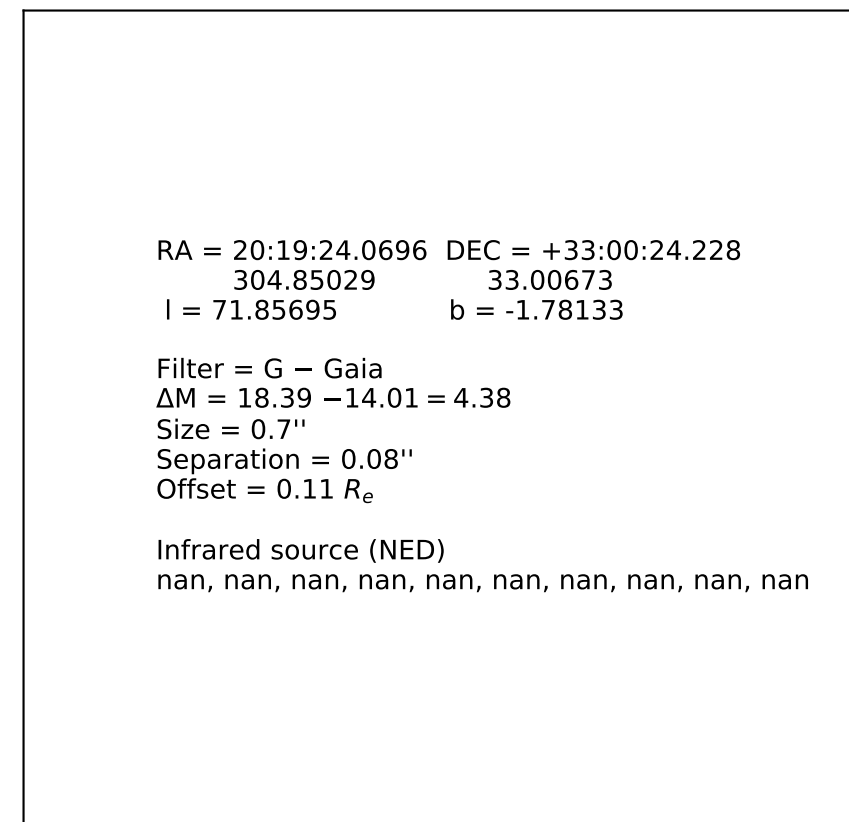 RA = 20:19:24.0696 DEC = +33:00:24.228
304.85029 33.00673
l = 71.85695 b = -1.78133
Filter = G − Gaia
ΔM = 18.39 −14.01 = 4.38
Size = 0.7''
Separation = 0.08''
Offset = 0.11 Rₑ
Infrared source (NED)
nan, nan, nan, nan, nan, nan, nan, nan, nan, nan